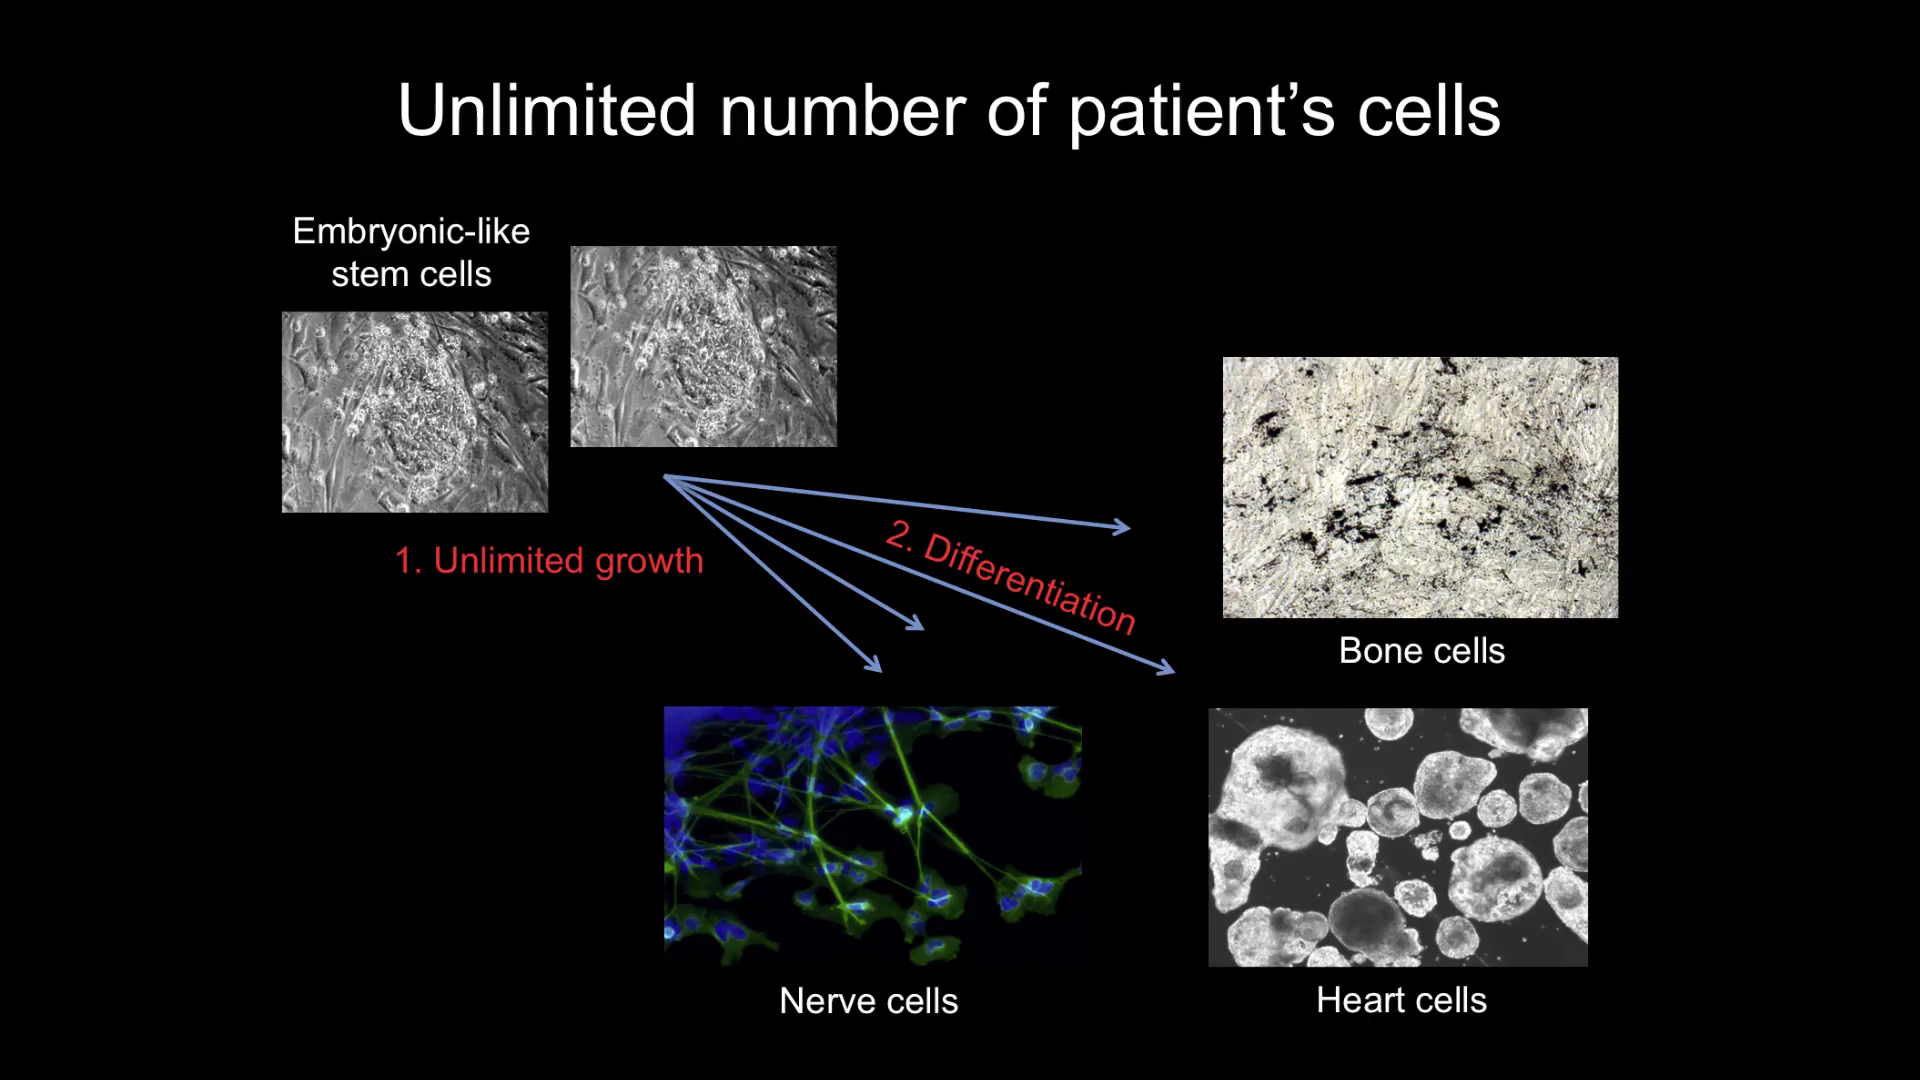 Unlimited number of patient’s cells
Embryonic-like
stem cells
1. Unlimited growth
2. Differentiation
Bone cells
Nerve cells
Heart cells